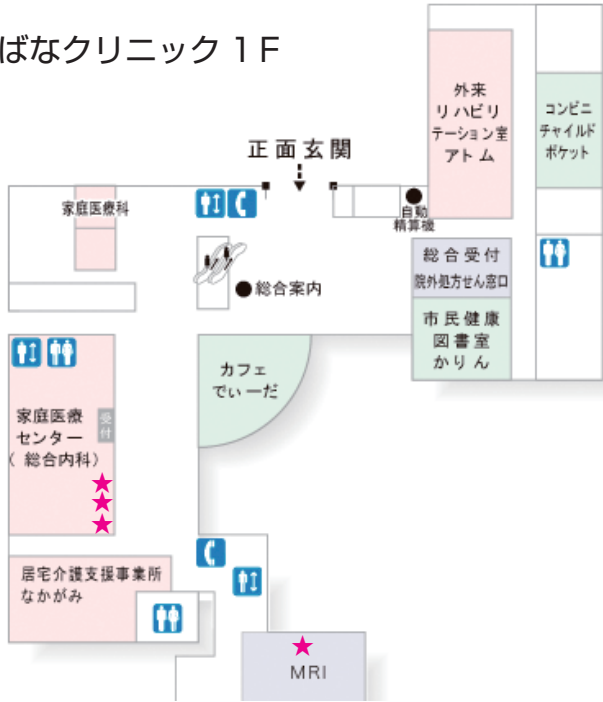 ばなクリニック 1F
外来
リハビリ
テーション室
アトム
コンビニ
チャイルド
ポケット
正面玄関
家庭医療科
自動
精算機
総合受付
院外処方せん窓口
総合案内
市民健康
図書室
かりん
カフェ
でぃーだ
家庭医療
センター
（総合内科）
受付
居宅介護支援事業所
なかがみ
MRI